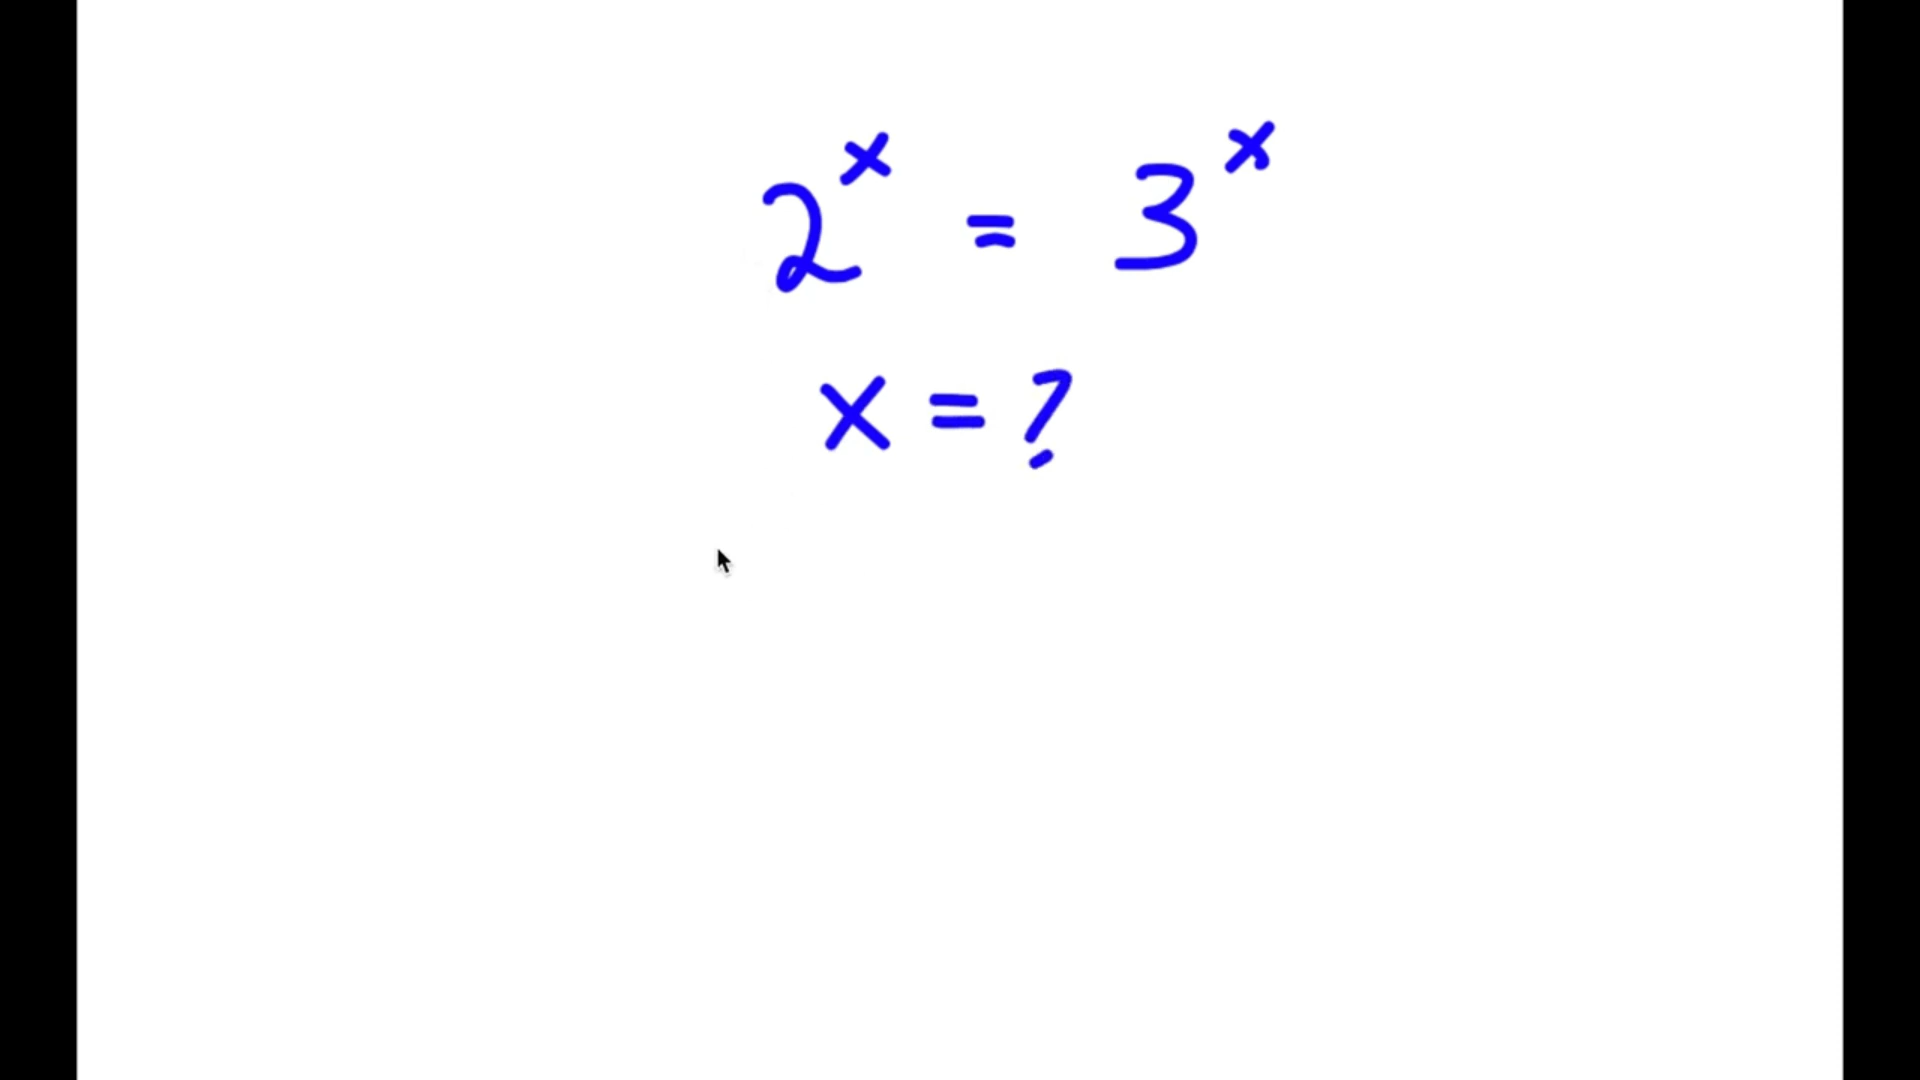 2^x = 3^x
x = ?